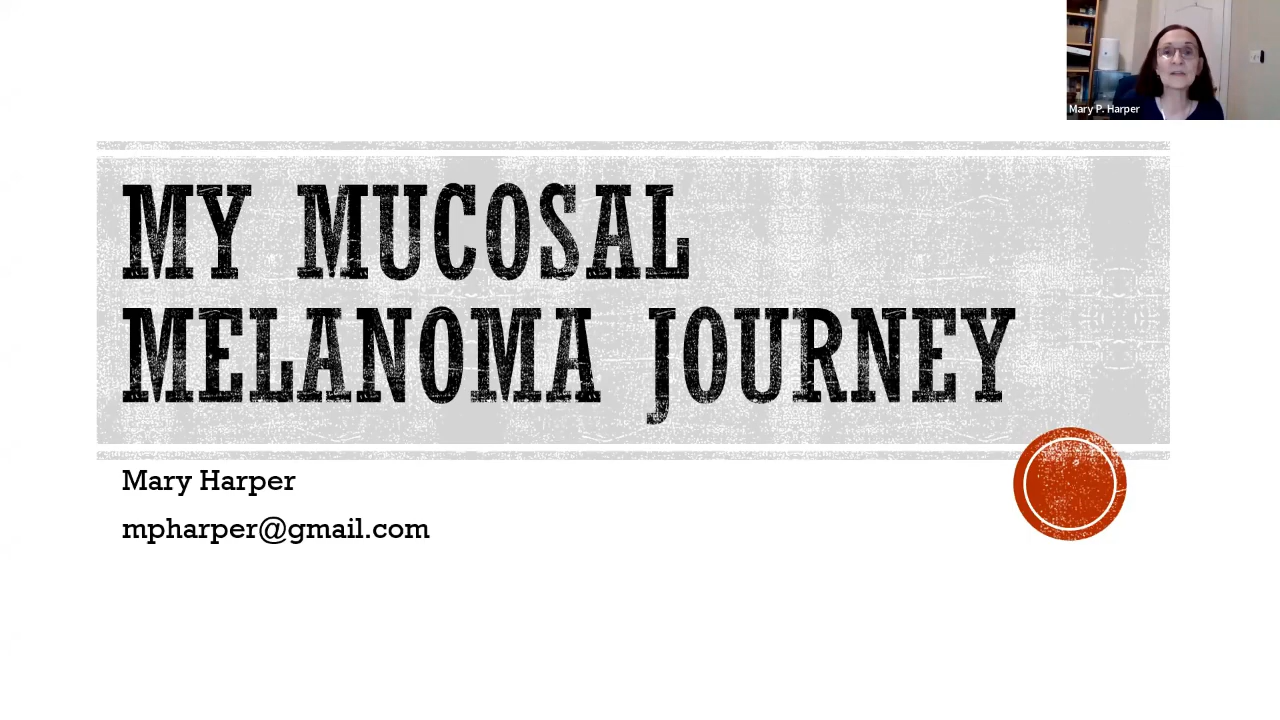 Mary P. Harper
MY MUCOSAL
MELANOMA JOURNEY
Mary Harper
mpharper@gmail.com